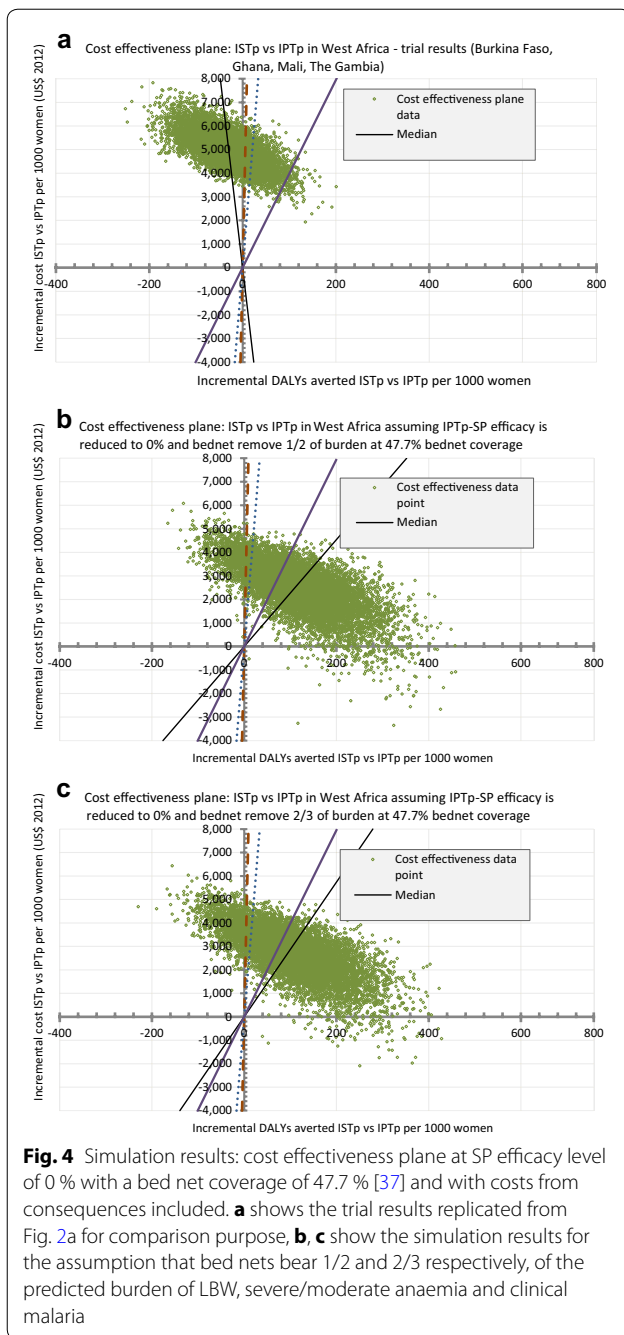 a
Cost effectiveness plane: ISTp vs IPTp in West Africa - trial results (Burkina Faso,
Ghana, Mali, The Gambia)
Incremental cost ISTp vs IPTp per 1000 women (US$ 2012)
8,000
7,000
6,000
5,000
4,000
3,000
2,000
1,000
0
-1,000
-2,000
-3,000
-4,000
-400
-200
0
200
400
600
800
Cost effectiveness plane
data
Median
Incremental DALYs averted ISTp vs IPTp per 1000 women
b
Cost effectiveness plane: ISTp vs IPTp in West Africa assuming IPTp-SP efficacy is
reduced to 0% and bednet remove 1/2 of burden at 47.7% bednet coverage
Incremental cost ISTp vs IPTp per 1000 women (US$ 2012)
8,000
7,000
6,000
5,000
4,000
3,000
2,000
1,000
0
-1,000
-2,000
-3,000
-4,000
-400
-200
0
200
400
600
800
Cost effectiveness data
point
Median
Incremental DALYs averted ISTp vs IPTp per 1000 women
c
Cost effectiveness plane: ISTp vs IPTp in West Africa assuming IPTp-SP efficacy is
reduced to 0% and bednet remove 2/3 of burden at 47.7% bednet coverage
Incremental cost ISTp vs IPTp per 1000 women (US$ 2012)
8,000
7,000
6,000
5,000
4,000
3,000
2,000
1,000
0
-1,000
-2,000
-3,000
-4,000
-400
-200
0
200
400
600
800
Cost effectiveness data
point
Median
Incremental DALYs averted ISTp vs IPTp per 1000 women
Fig. 4 Simulation results: cost effectiveness plane at SP efficacy level
of 0 % with a bed net coverage of 47.7 % [37] and with costs from
consequences included. a shows the trial results replicated from
Fig. 2a for comparison purpose, b, c show the simulation results for
the assumption that bed nets bear 1/2 and 2/3 respectively, of the
predicted burden of LBW, severe/moderate anaemia and clinical
malaria